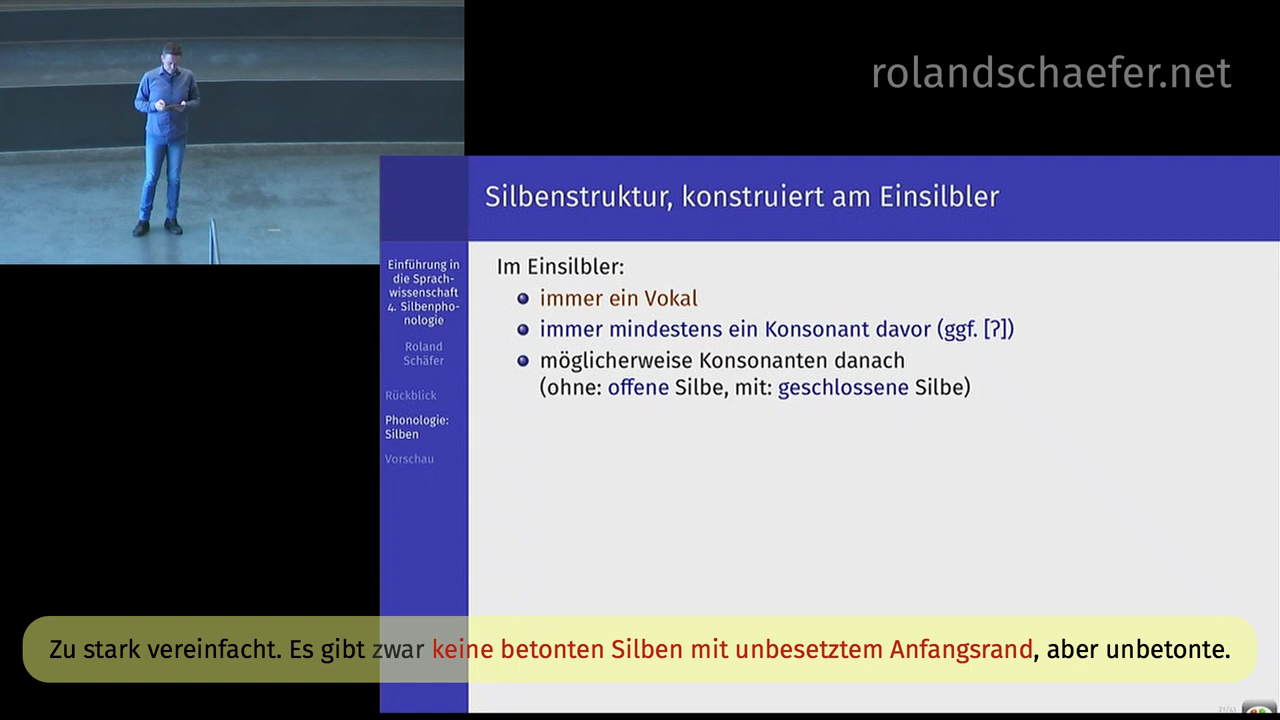 rolandschaefer.net
Silbenstruktur, konstruiert am Einsilbler
Einführung in
die Sprach-
wissenschaft
4. Silbenpho-
nologie
Roland
Schäfer
Rückblick
Phonologie:
Silben
Vorschau
Im Einsilbler:
immer ein Vokal
immer mindestens ein Konsonant davor (ggf. [ʔ])
möglicherweise Konsonanten danach
(ohne: offene Silbe, mit: geschlossene Silbe)
Zu stark vereinfacht. Es gibt zwar keine betonten Silben mit unbesetztem Anfangsrand, aber unbetonte.